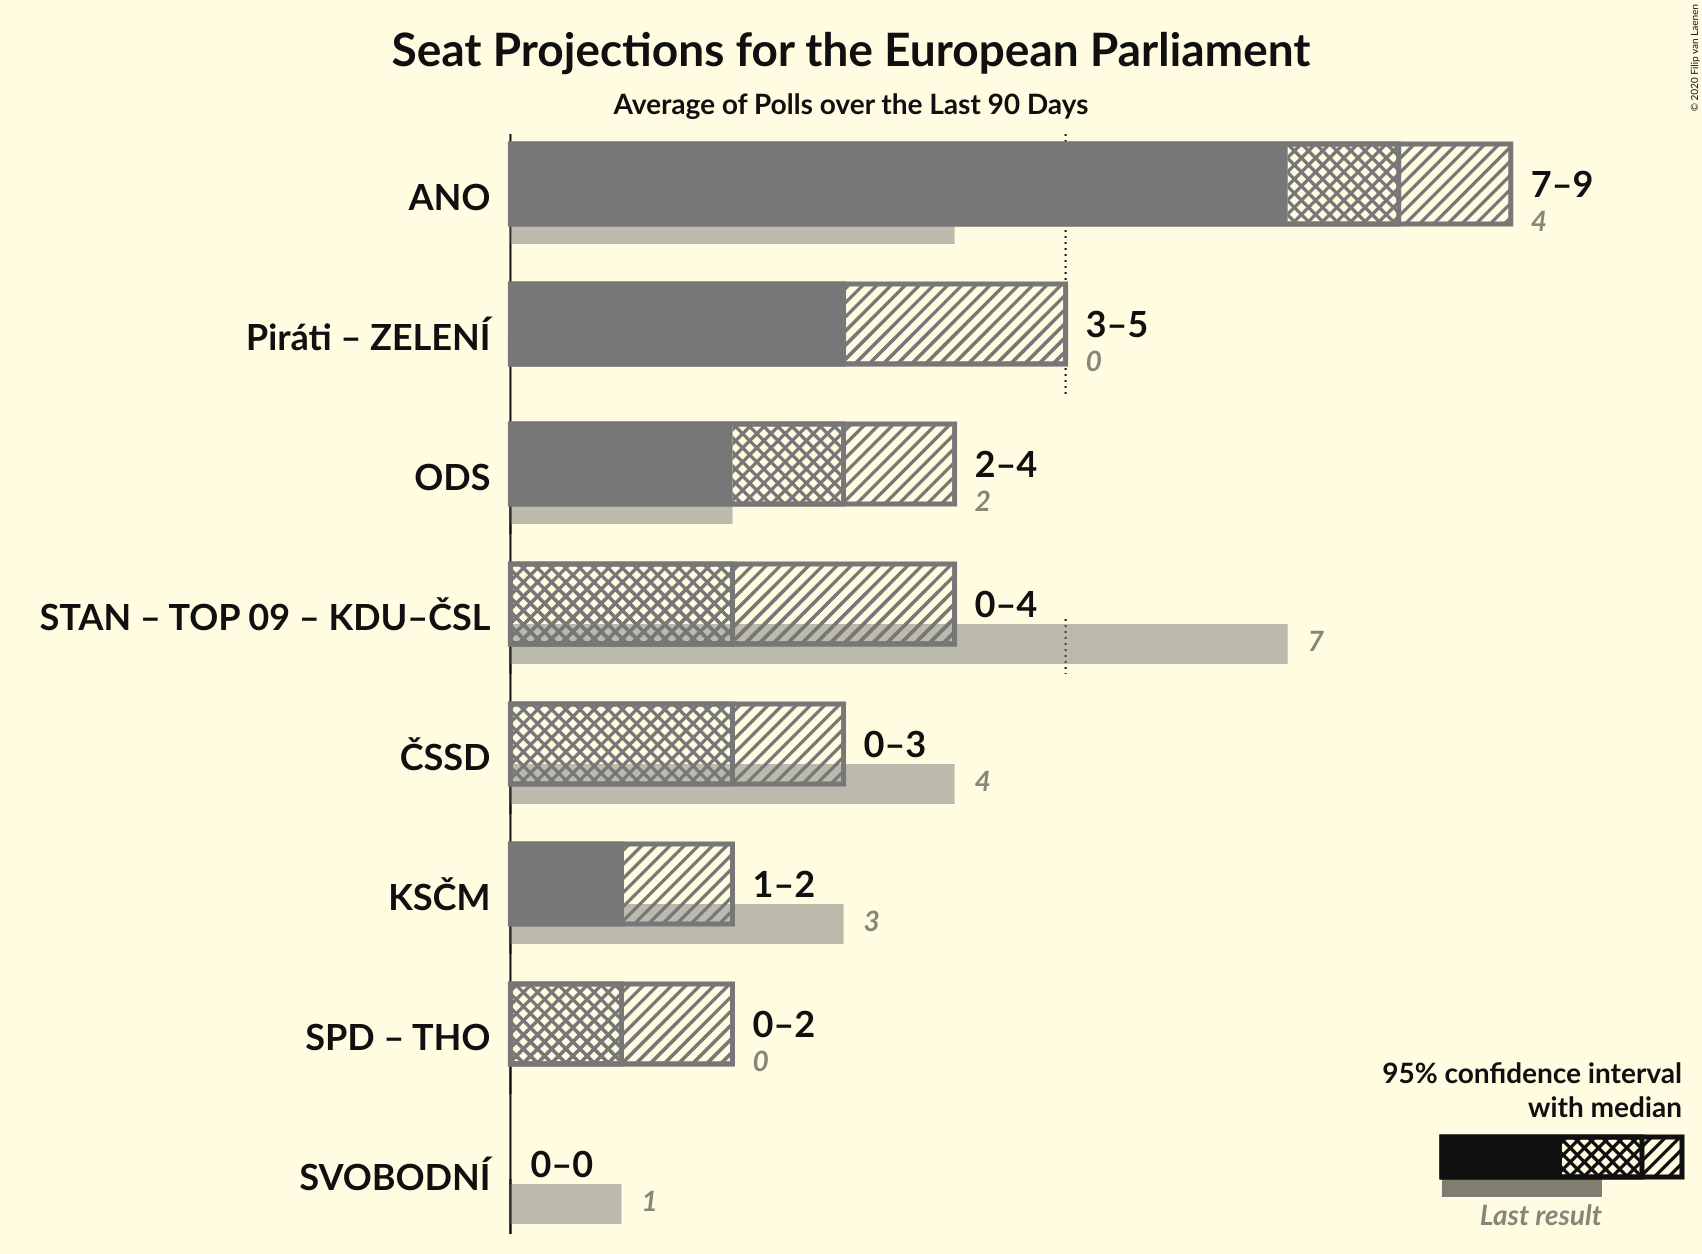 Seat Projections for the European Parliament
Average of Polls over the Last 90 Days
© 2020 Filip van Laenen
ANO
7–9
4
Piráti – ZELENÍ
3–5
0
ODS
2–4
2
STAN – TOP 09 – KDU–ČSL
0–4
7
ČSSD
0–3
4
KSČM
1–2
3
SPD – THO
0–2
0
SVOBODNÍ
0–0
1
95% confidence interval
with median
Last result